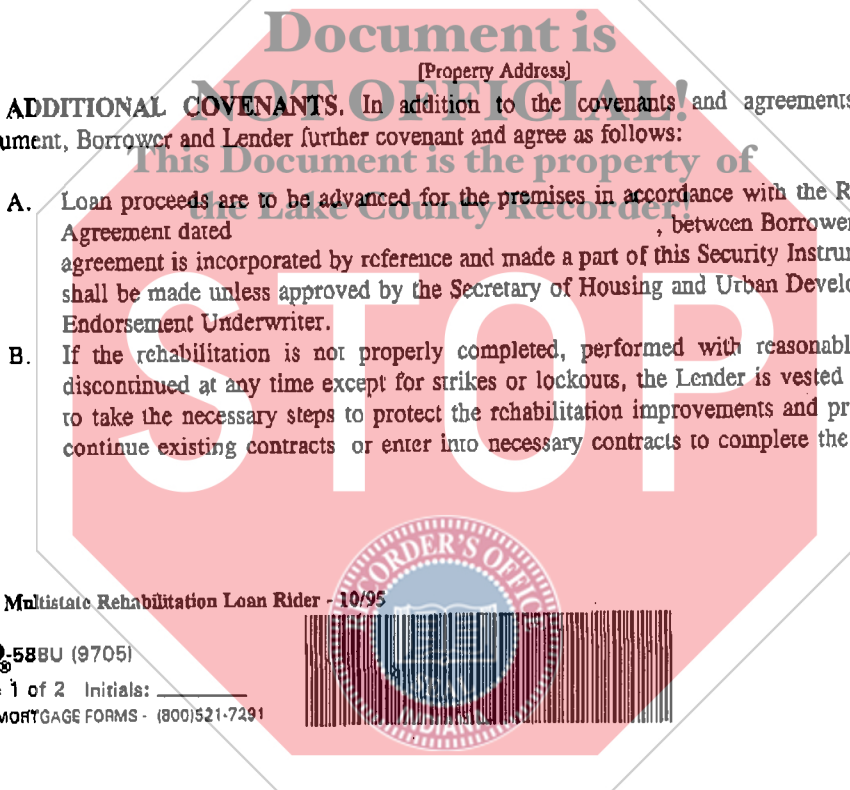 Document is
[Property Address]
NOT OFFICIAL!
ADDITIONAL COVENANTS. In addition to the covenants and agreements
ument, Borrower and Lender further covenant and agree as follows:
This Document is the property of
the Lake County Recorder!
A. Loan proceeds are to be advanced for the premises in accordance with the R
Agreement dated , between Borrower
agreement is incorporated by reference and made a part of this Security Instru
shall be made unless approved by the Secretary of Housing and Urban Develo
Endorsement Underwriter.
STOP
B. If the rehabilitation is not properly completed, performed with reasonabl
discontinued at any time except for strikes or lockouts, the Lender is vested
to take the necessary steps to protect the rehabilitation improvements and pr
continue existing contracts or enter into necessary contracts to complete the
RECORDER'S OFFICE
Multistate Rehabilitation Loan Rider - 10/95
-58BU (9705)
1 of 2 Initials:
MORTGAGE FORMS - (800)521-7291
INDIANA